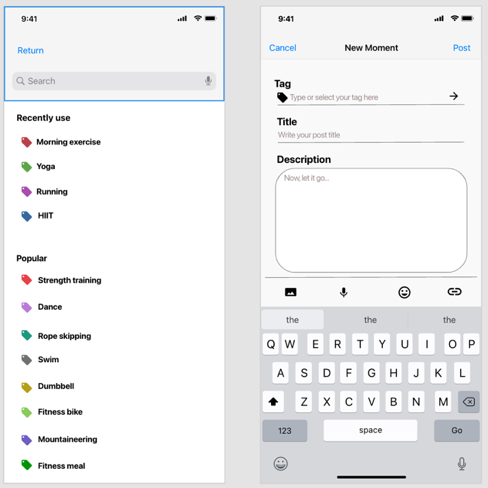 9:41
Return
Search
Recently use
Morning exercise
Yoga
Running
HIIT
Popular
Strength training
Dance
Rope skipping
Swim
Dumbbell
Fitness bike
Mountaineering
Fitness meal
9:41
Cancel New Moment Post
Tag
Type or select your tag here
Title
Write your post title
Description
Now, let it go...
the the the
Q W E R T Y U I O P
A S D F G H J K L
Z X C V B N M
123 space Go